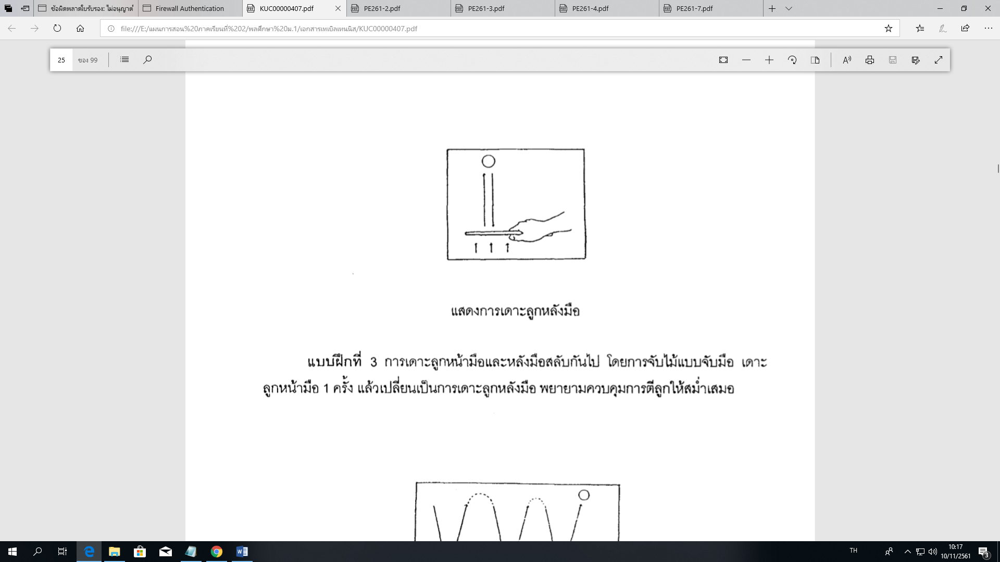 ข้อผิดพลาดใบรับรอง: ไม่อนุญาต
Firewall Authentication
KUC00000407.pdf
PE261-2.pdf
PE261-3.pdf
PE261-4.pdf
PE261-7.pdf
file:///E:/แผนการสอน%20ภาคเรียนที่%202/พลศึกษา%20ม.1/เอกสารเทเบิลเทนนิส/KUC00000407.pdf
25 ของ 99
แสดงการเดาะลูกหลังมือ
แบบฝึกที่ 3 การเดาะลูกหน้ามือและหลังมือสลับกันไป โดยการจับไม้แบบจับมือ เดาะ
ลูกหน้ามือ 1 ครั้ง แล้วเปลี่ยนเป็นการเดาะลูกหลังมือ พยายามควบคุมการตีลูกให้สม่ำเสมอ
TH
10:17
10/11/2561
3